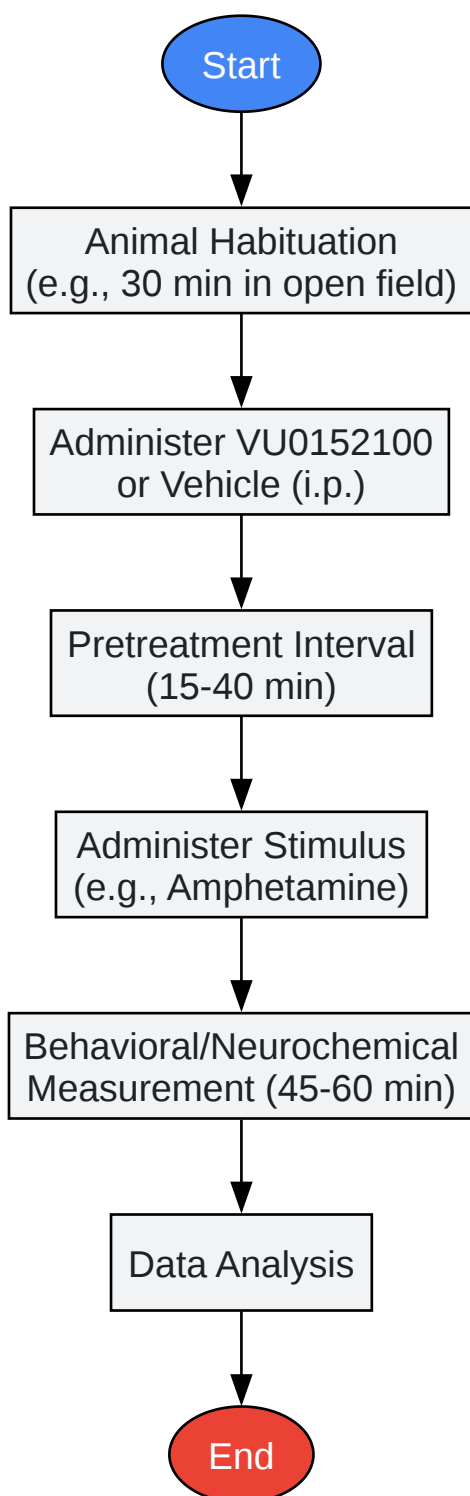 Start
Animal Habituation
(e.g., 30 min in open field)
Administer VU0152100
or Vehicle (i.p.)
Pretreatment Interval
(15-40 min)
Administer Stimulus
(e.g., Amphetamine)
Behavioral/Neurochemical
Measurement (45-60 min)
Data Analysis
End